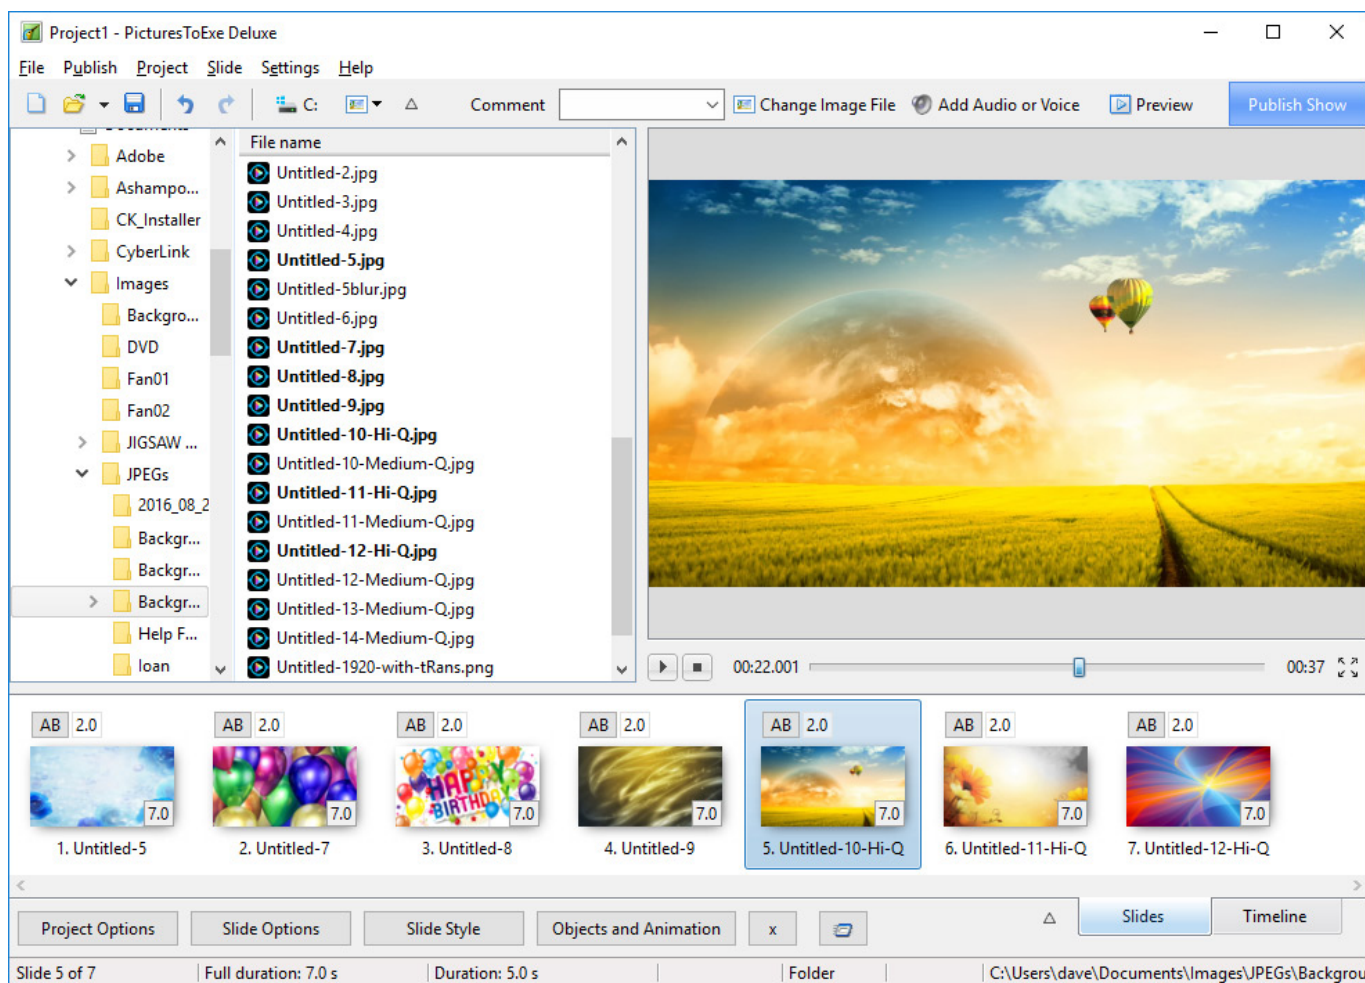 Project1 - PicturesToExe Deluxe
File Publish Project Slide Settings Help
C: Comment Change Image File Add Audio or Voice Preview Publish Show
Adobe
Ashampo...
CK_Installer
CyberLink
Images
Backgro...
DVD
Fan01
Fan02
JIGSAW ...
JPEGs
2016_08_2
Backgr...
Backgr...
Backgr...
Help F...
Ioan
File name
Untitled-2.jpg
Untitled-3.jpg
Untitled-4.jpg
Untitled-5.jpg
Untitled-5blur.jpg
Untitled-6.jpg
Untitled-7.jpg
Untitled-8.jpg
Untitled-9.jpg
Untitled-10-Hi-Q.jpg
Untitled-10-Medium-Q.jpg
Untitled-11-Hi-Q.jpg
Untitled-11-Medium-Q.jpg
Untitled-12-Hi-Q.jpg
Untitled-12-Medium-Q.jpg
Untitled-13-Medium-Q.jpg
Untitled-14-Medium-Q.jpg
Untitled-1920-with-tRans.png
00:22.001 00:37
AB 2.0 AB 2.0 AB 2.0 AB 2.0 AB 2.0 AB 2.0 AB 2.0
HAPPY
BIRTHDAY
7.0 7.0 7.0 7.0 7.0 7.0 7.0
1. Untitled-5 2. Untitled-7 3. Untitled-8 4. Untitled-9 5. Untitled-10-Hi-Q 6. Untitled-11-Hi-Q 7. Untitled-12-Hi-Q
Project Options Slide Options Slide Style Objects and Animation x Slides Timeline
Slide 5 of 7 Full duration: 7.0 s Duration: 5.0 s Folder C:\Users\dave\Documents\Images\JPEGs\Backgrou